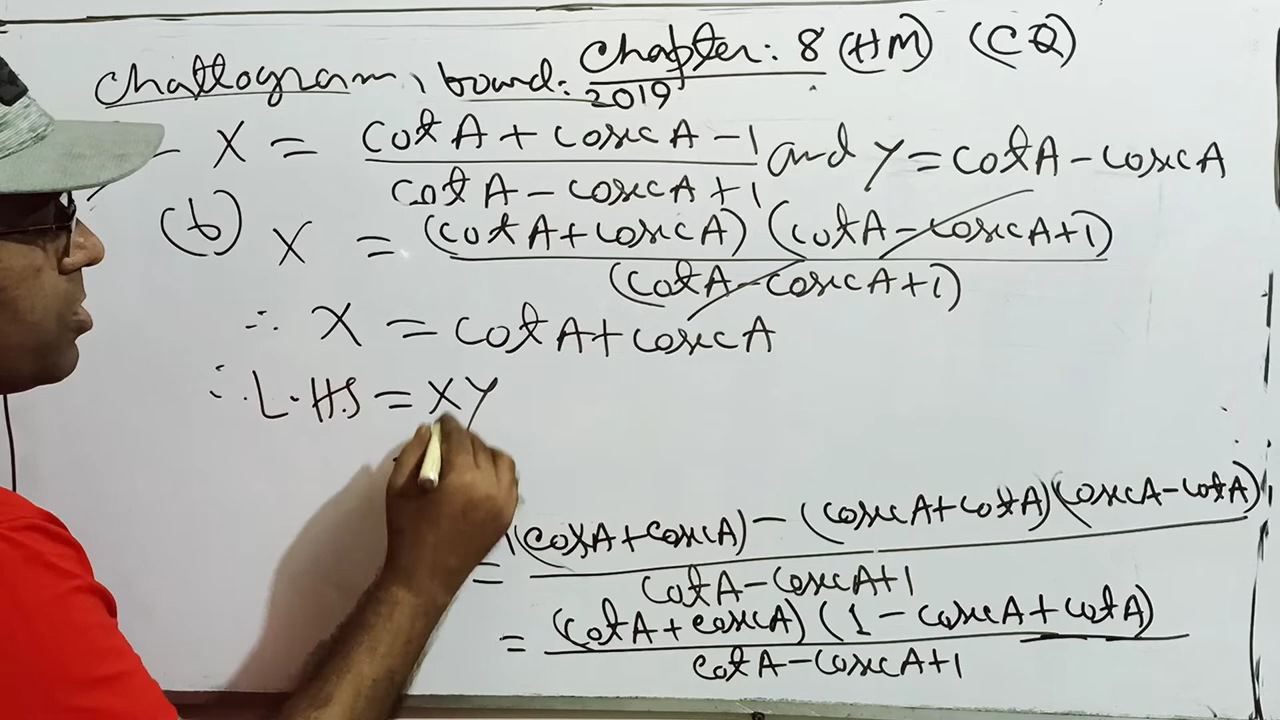 Chapter: 8 (HM) (CQ)
Chattogram, board: 2019
X = cotA + cosecA - 1 / cotA - cosecA + 1 and y = cotA - cosecA
(b) X = (cotA + cosecA) (cotA - cosecA + 1) / (cotA - cosecA + 1)
∴ X = cotA + cosecA
∴ L.H.S = XY
= (cotA + cosecA) - (cosecA + cotA)(cosecA - cotA) / cotA - cosecA + 1
= (cotA + cosecA) (1 - cosecA + cotA) / cotA - cosecA + 1